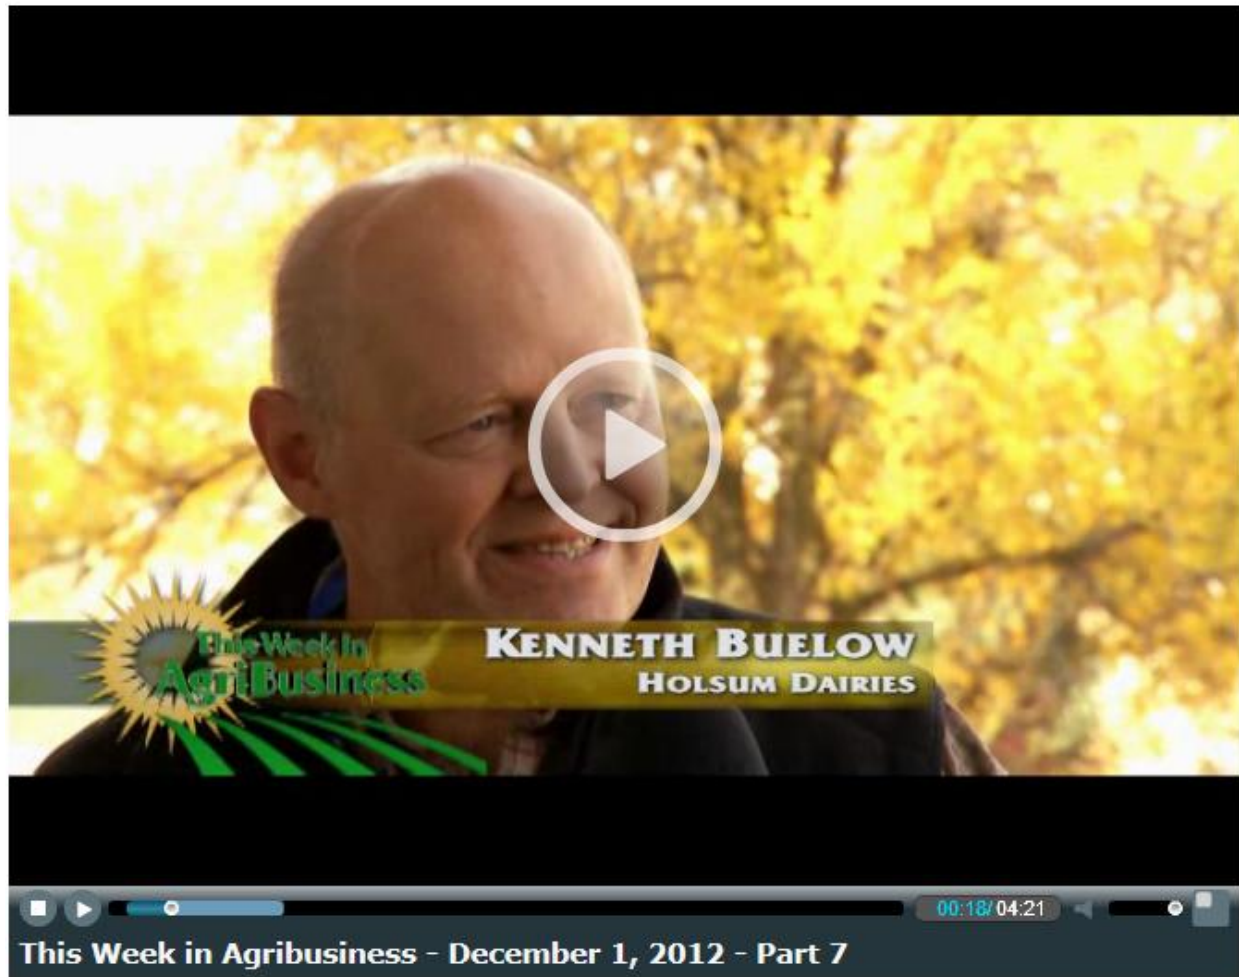 This Week in
AgriBusiness
KENNETH BUELOW
HOLSUM DAIRIES
00:18/04:21
This Week in Agribusiness - December 1, 2012 - Part 7